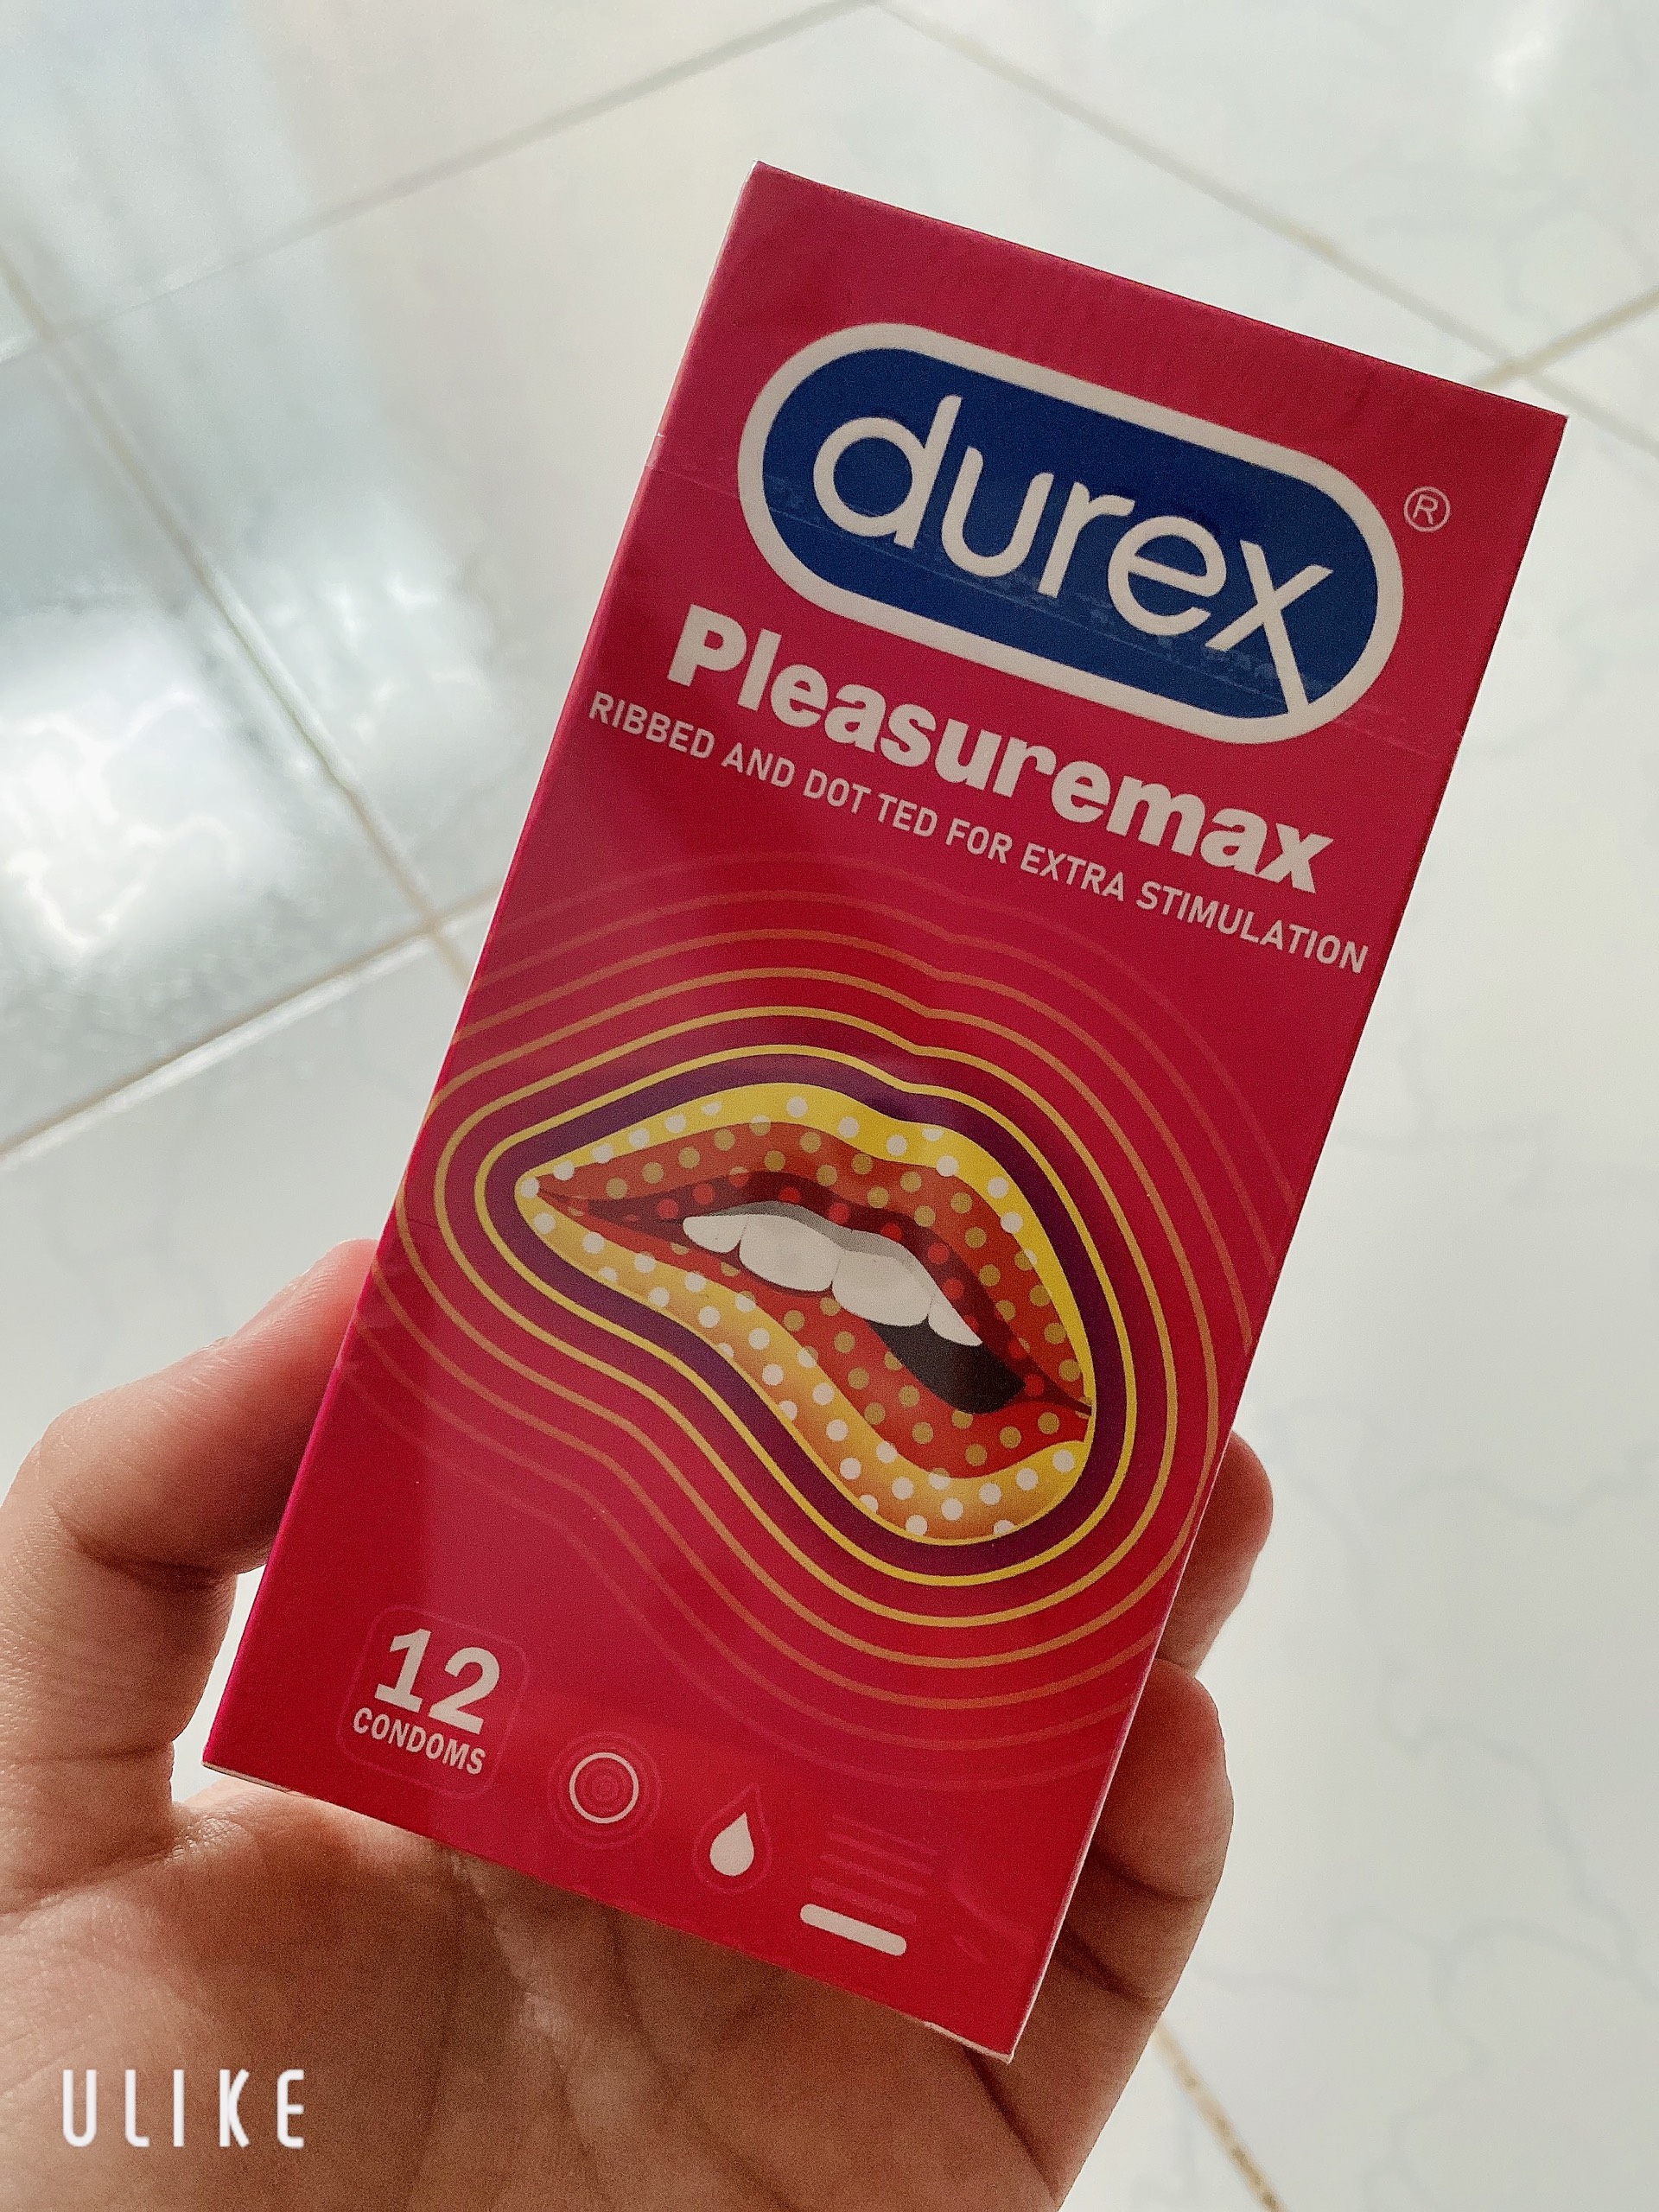 durex®
Pleasuremax
RIBBED AND DOT TED FOR EXTRA STIMULATION
12
CONDOMS
ULIKE